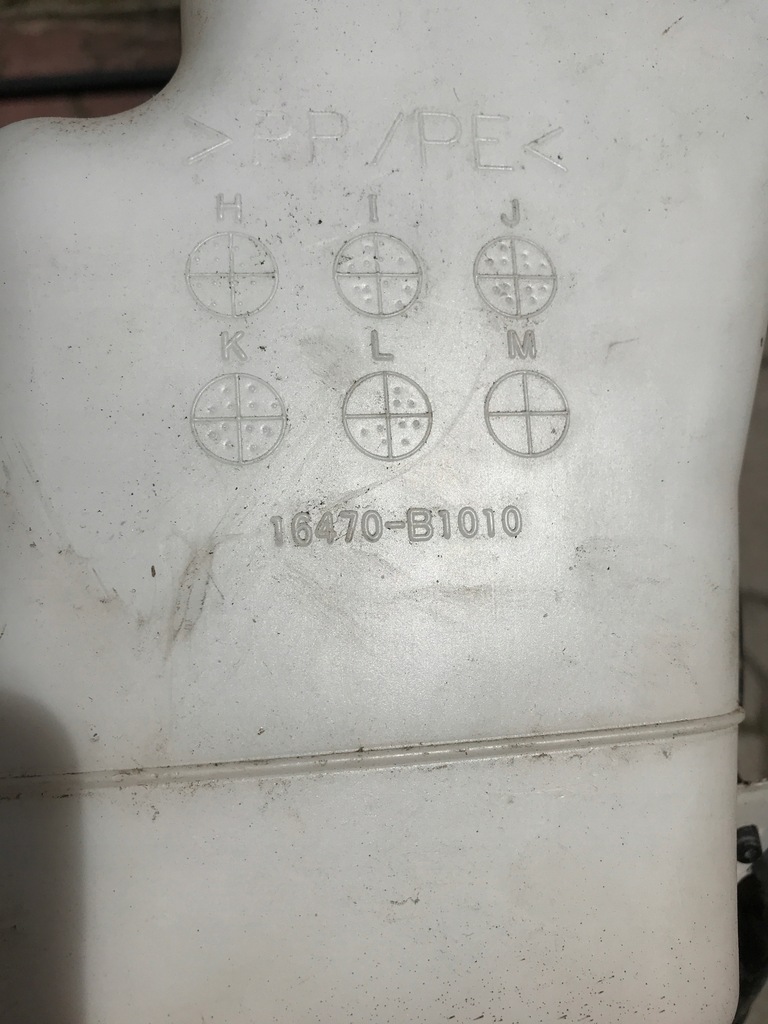 >PP/PE<
H I J
K L M
16470-B1010